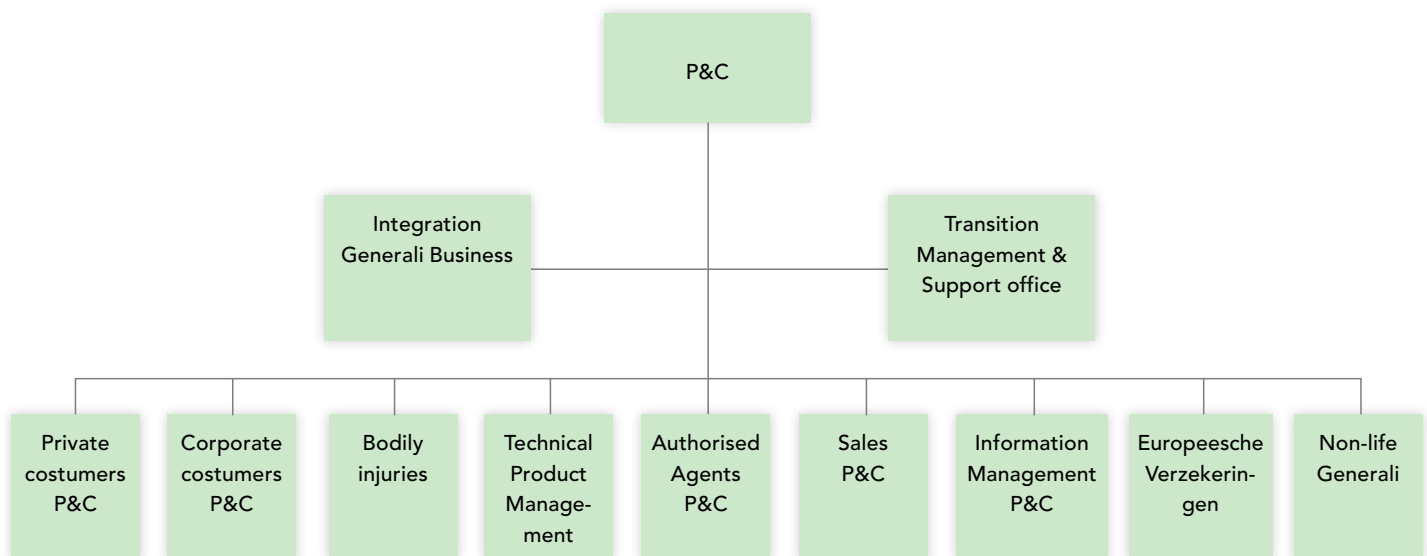 P&C
Integration
Generali Business
Transition
Management &
Support office
Private
costumers
P&C
Corporate
costumers
P&C
Bodily
injuries
Technical
Product
Manage-
ment
Authorised
Agents
P&C
Sales
P&C
Information
Management
P&C
Europeesche
Verzekerin-
gen
Non-life
Generali